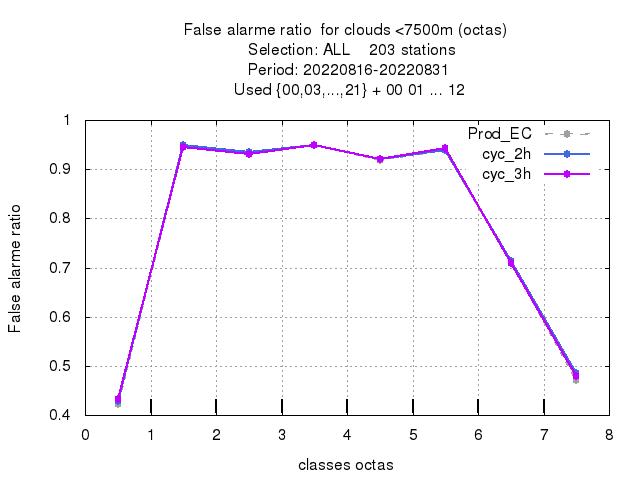 False alarme ratio  for clouds <7500m (octas)
Selection: ALL    203 stations
Period: 20220816-20220831
Used {00,03,...,21} + 00 01 ... 12
Prod_EC
cyc_2h
cyc_3h
False alarme ratio
1
0.9
0.8
0.7
0.6
0.5
0.4
0 1 2 3 4 5 6 7 8
classes octas